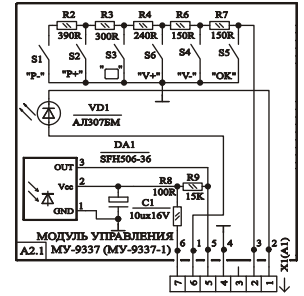 R2 R3 R4 R6 R7
390R 300R 240R 150R 150R
S1 S2 S3 S6 S4 S5
"P-" "P+" "V+" "V-" "OK"
VD1
АЛ307БМ
DA1
SFH506-36
OUT 3
Vcc 2
GND 1
R8 R9
100R 15K
C1
10ux16V
МОДУЛЬ УПРАВЛЕНИЯ
МУ-9337 (МУ-9337-1)
A2.1
6 1 5 4 3 2
7 6 5 4 3 2 1
X1(A1)